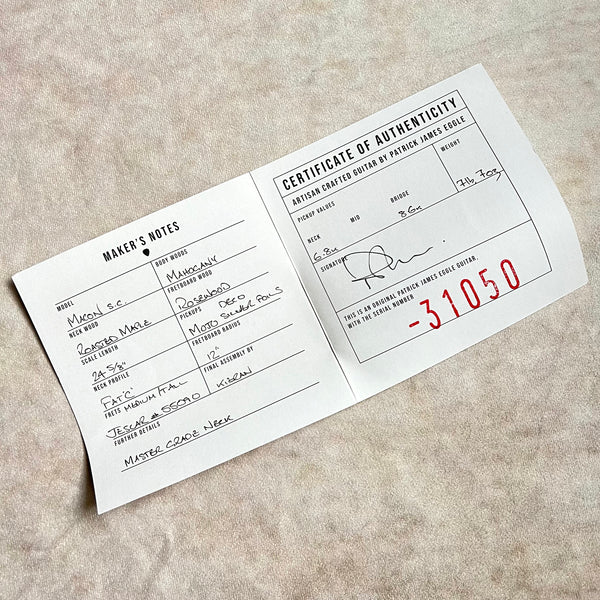 MAKER'S NOTES
MODEL
MACON S.C
BODY WOODS
MAHOGANY
NECK WOOD
ROASTED MAPLE
FRETBOARD WOOD
ROSEWOOD
SCALE LENGTH
24 5/8"
PICKUPS DECO
MOJO SILVER FOILS
NECK PROFILE
FAT 'C'
FRETBOARD RADIUS
12"
FRETS MEDIUM/TALL
JESCAR #55090
FINAL ASSEMBLY BY
KIERAN
FURTHER DETAILS
MASTER GRADE NECK
CERTIFICATE OF AUTHENTICITY
ARTISAN CRAFTED GUITAR BY PATRICK JAMES EGGLE
PICKUP VALUES
WEIGHT
NECK
MID
BRIDGE
6.8K
8.6K
7lb, 7oz
SIGNATURE
THIS IS AN ORIGINAL PATRICK JAMES EGGLE GUITAR,
WITH THE SERIAL NUMBER
-31050